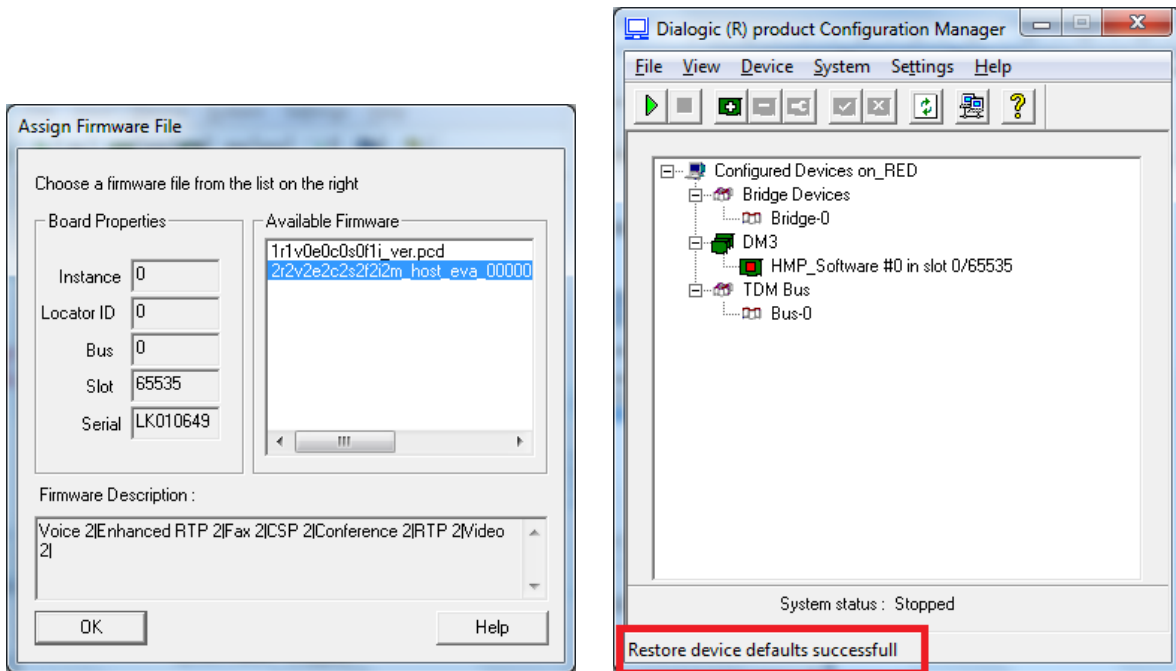 Assign Firmware File
Choose a firmware file from the list on the right
Board Properties
Instance 0
Locator ID 0
Bus 0
Slot 65535
Serial LK010649
Available Firmware
1r1v0e0c0s0f1i_ver.pcd
2r2v2e2c2s2f2i2m_host_eva_00000
Firmware Description :
Voice 2|Enhanced RTP 2|Fax 2|CSP 2|Conference 2|RTP 2|Video
2|
OK
Help
Dialogic (R) product Configuration Manager
File View Device System Settings Help
Configured Devices on_RED
Bridge Devices
Bridge-0
DM3
HMP_Software #0 in slot 0/65535
TDM Bus
Bus-0
System status : Stopped
Restore device defaults successfull